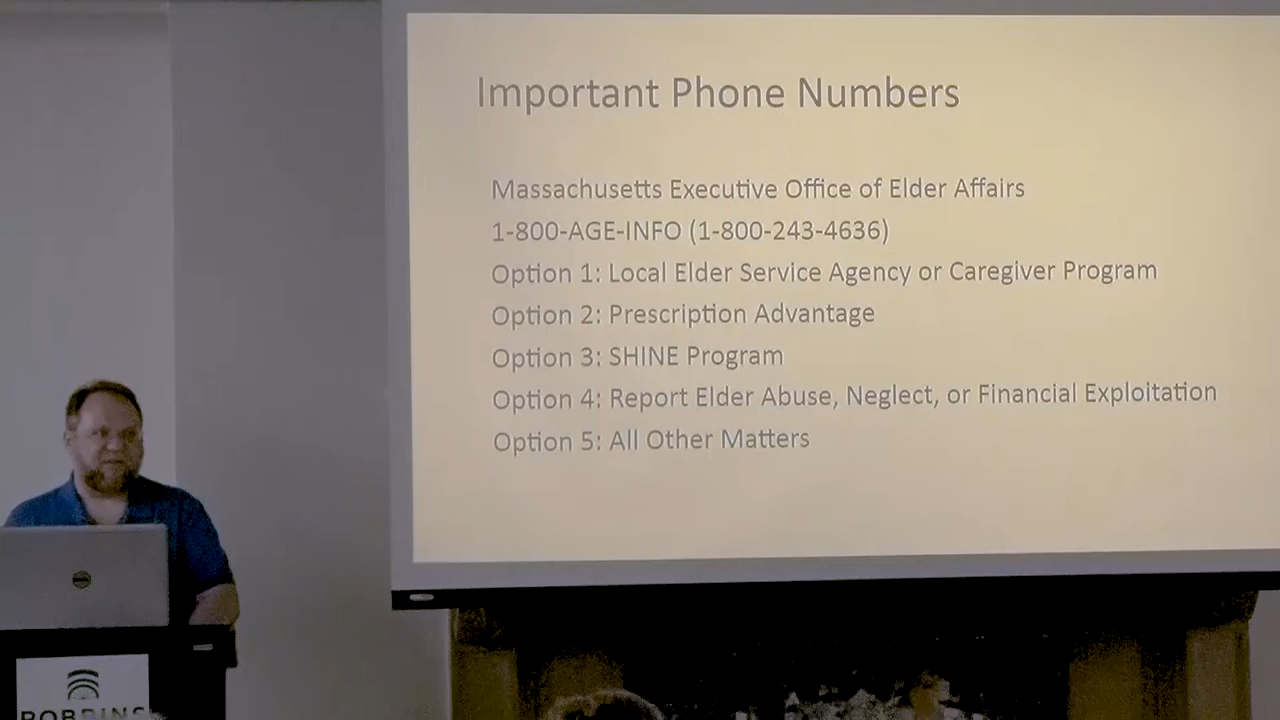 Important Phone Numbers
Massachusetts Executive Office of Elder Affairs
1-800-AGE-INFO (1-800-243-4636)
Option 1: Local Elder Service Agency or Caregiver Program
Option 2: Prescription Advantage
Option 3: SHINE Program
Option 4: Report Elder Abuse, Neglect, or Financial Exploitation
Option 5: All Other Matters
DELL
ROBBINS